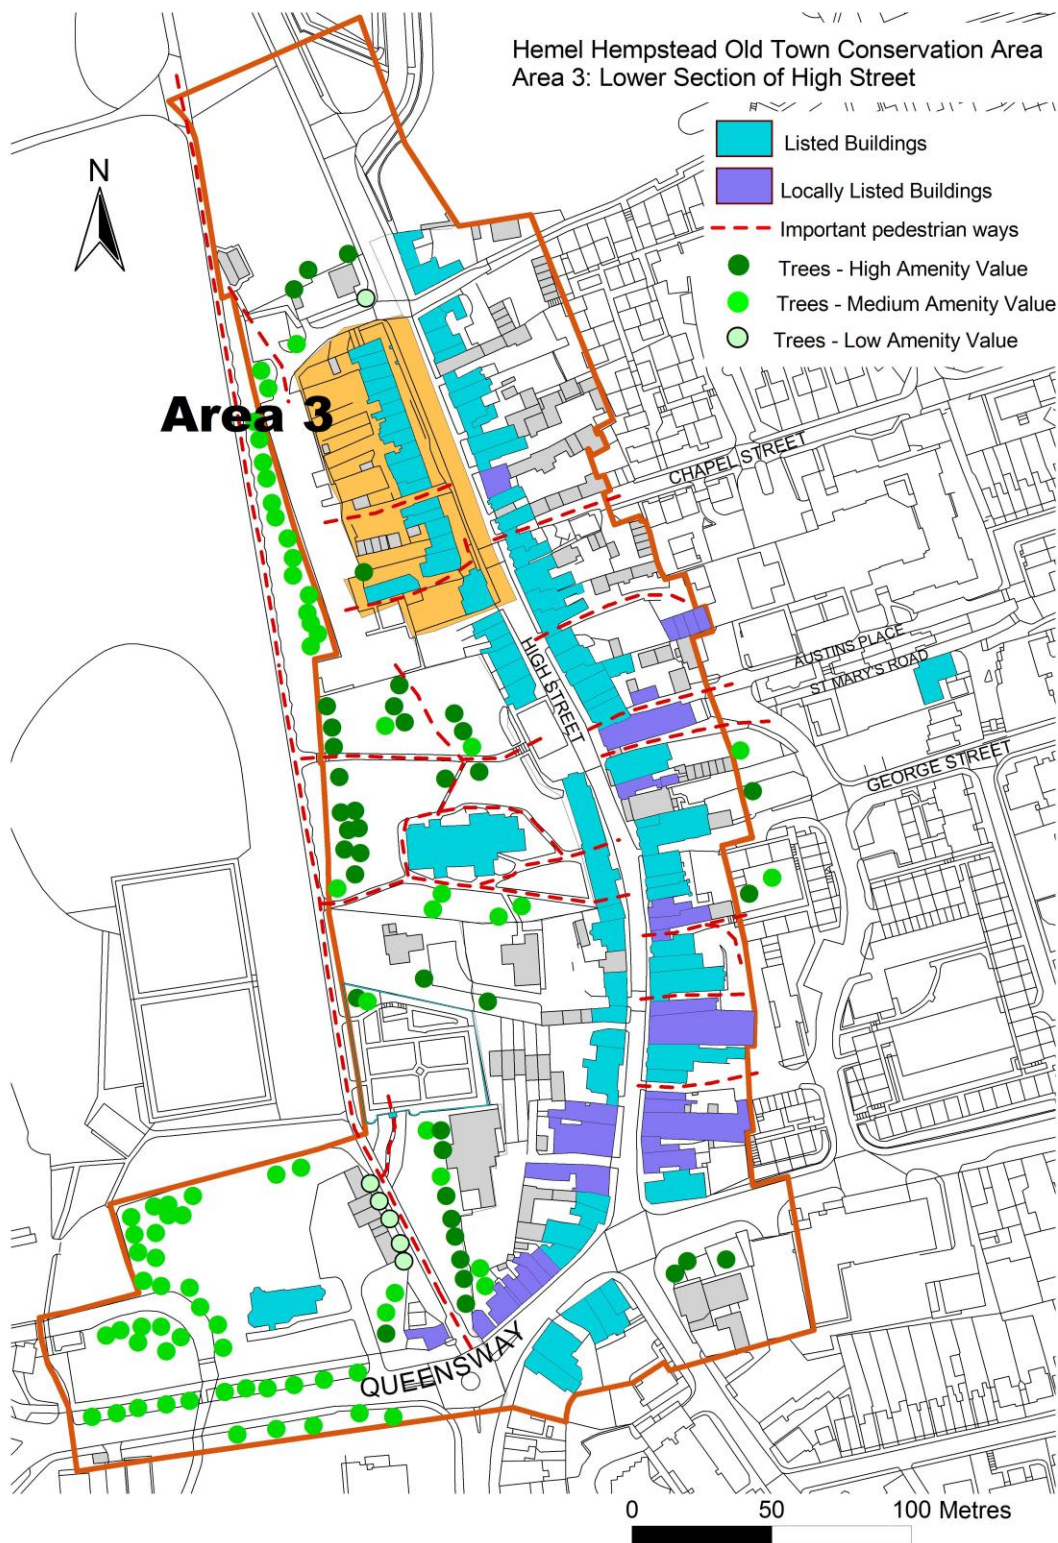 Hemel Hempstead Old Town Conservation Area
Area 3: Lower Section of High Street
Listed Buildings
Locally Listed Buildings
Important pedestrian ways
Trees - High Amenity Value
Trees - Medium Amenity Value
Trees - Low Amenity Value
N
Area 3
CHAPEL STREET
HIGH STREET
AUSTINS PLACE
ST MARY'S ROAD
GEORGE STREET
QUEENSWAY
0 50 100 Metres